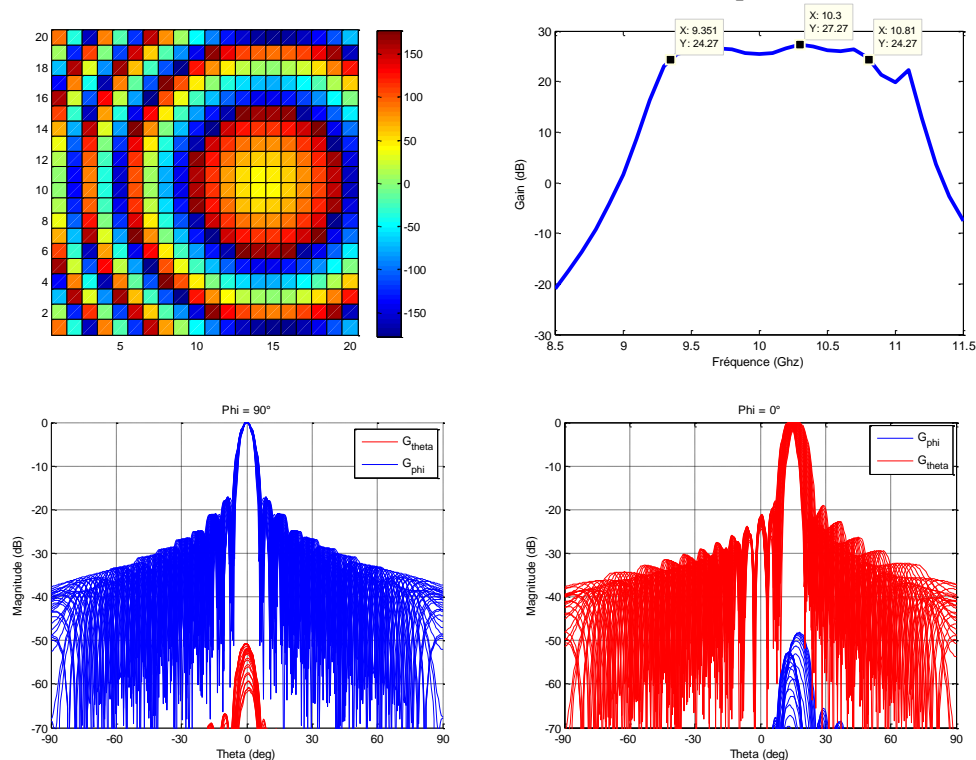 20
18
16
14
12
10
8
6
4
2
5
10
15
20
150
100
50
0
-50
-100
-150
X: 9.351
Y: 24.27
X: 10.3
Y: 27.27
X: 10.81
Y: 24.27
30
20
10
0
-10
-20
-30
Gain (dB)
8.5 9 9.5 10 10.5 11 11.5
Fréquence (Ghz)
Phi = 90°
G_theta
G_phi
0
-10
-20
-30
-40
-50
-60
-70
Magnitude (dB)
-90 -60 -30 0 30 60 90
Theta (deg)
Phi = 0°
G_phi
G_theta
0
-10
-20
-30
-40
-50
-60
-70
Magnitude (dB)
-90 -60 -30 0 30 60 90
Theta (deg)